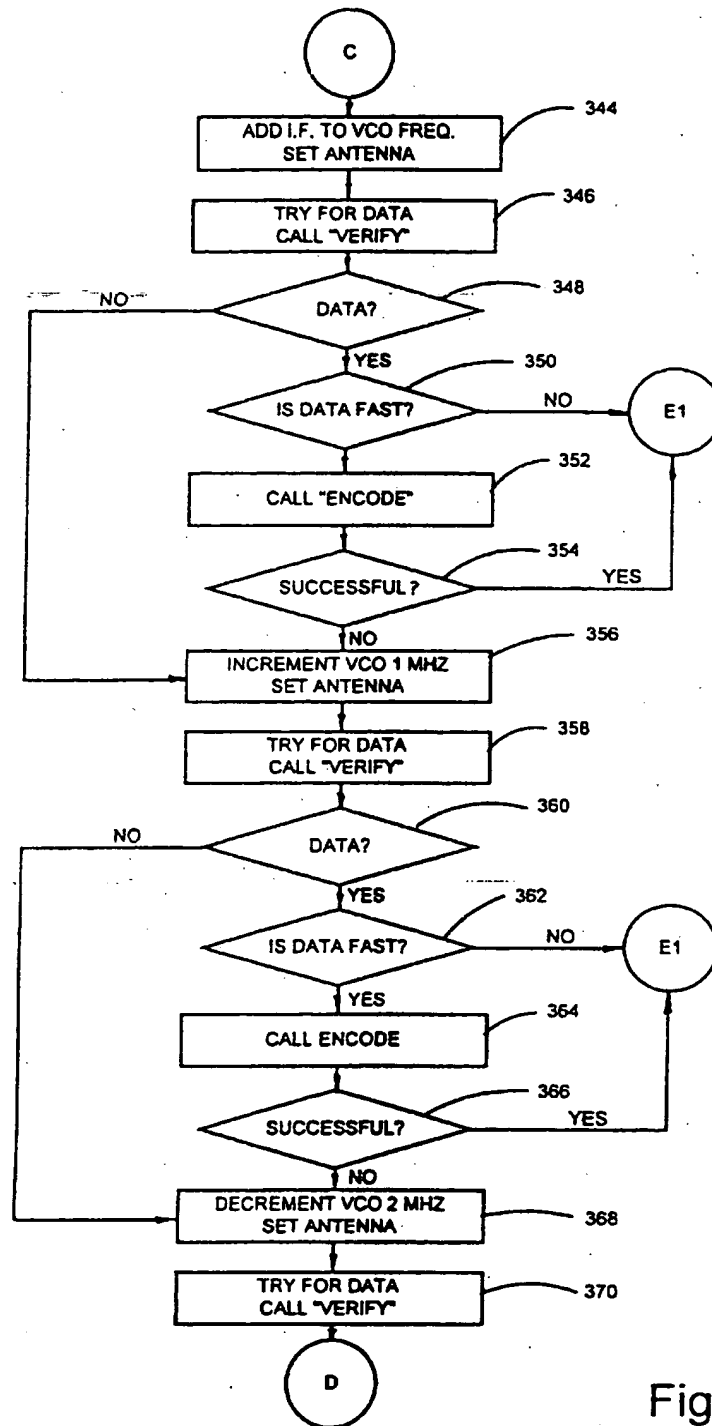 C
ADD I.F. TO VCO FREQ.
SET ANTENNA
344
TRY FOR DATA
CALL "VERIFY"
346
NO
DATA?
348
YES
350
IS DATA FAST?
NO
E1
352
CALL "ENCODE"
354
SUCCESSFUL?
YES
NO
356
INCREMENT VCO 1 MHZ
SET ANTENNA
358
TRY FOR DATA
CALL "VERIFY"
360
NO
DATA?
YES
362
IS DATA FAST?
NO
E1
YES
364
CALL ENCODE
366
SUCCESSFUL?
YES
NO
DECREMENT VCO 2 MHZ
SET ANTENNA
368
TRY FOR DATA
CALL "VERIFY"
370
D
Fig